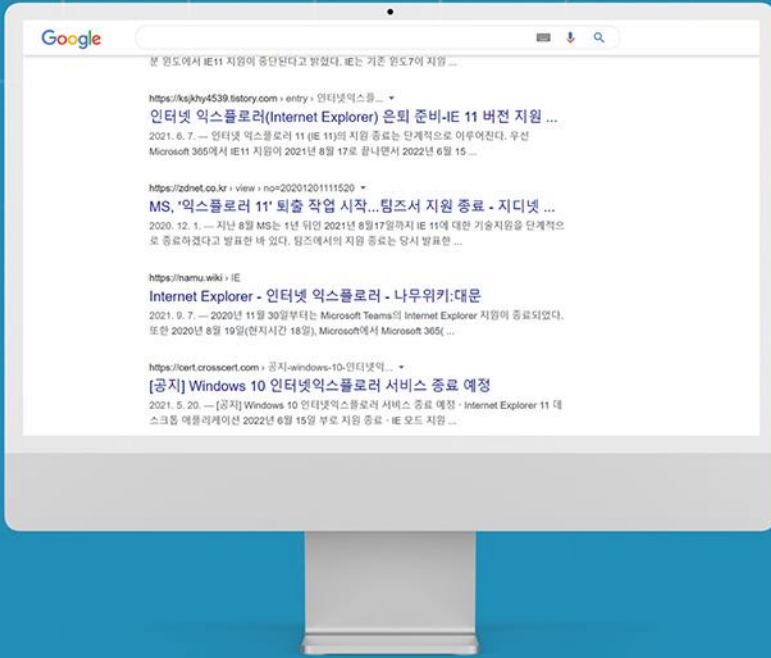 Google
분 윈도에서 IE11 지원이 중단된다고 밝혔다. IE는 기존 윈도7이 지원 ...
https://ksjkhy4539.tistory.com › entry › 인터넷익스플...
인터넷 익스플로러(Internet Explorer) 은퇴 준비-IE 11 버전 지원 ...
2021. 6. 7. — 인터넷 익스플로러 11 (IE 11)의 지원 종료는 단계적으로 이루어진다. 우선
Microsoft 365에서 IE11 지원이 2021년 8월 17로 끝나면서 2022년 6월 15 ...
https://zdnet.co.kr › view › no=20201201111520
MS, '익스플로러 11' 퇴출 작업 시작...팀즈서 지원 종료 - 지디넷 ...
2020. 12. 1. — 지난 8월 MS는 1년 뒤인 2021년 8월17일까지 IE 11에 대한 기술지원을 단계적으
로 종료하겠다고 발표한 바 있다. 팀즈에서의 지원 종료는 당시 발표한 ...
https://namu.wiki › IE
Internet Explorer - 인터넷 익스플로러 - 나무위키:대문
2021. 9. 7. — 2020년 11월 30일부터는 Microsoft Teams의 Internet Explorer 지원이 종료되었다.
또한 2020년 8월 19일(현지시간 18일), Microsoft에서 Microsoft 365( ...
https://cert.crosscert.com › 공지-windows-10-인터넷익...
[공지] Windows 10 인터넷익스플로러 서비스 종료 예정
2021. 5. 20. — [공지] Windows 10 인터넷익스플로러 서비스 종료 예정 · Internet Explorer 11 데
스크톱 애플리케이션 2022년 6월 15일 부로 지원 종료 · IE 모드 지원 ...